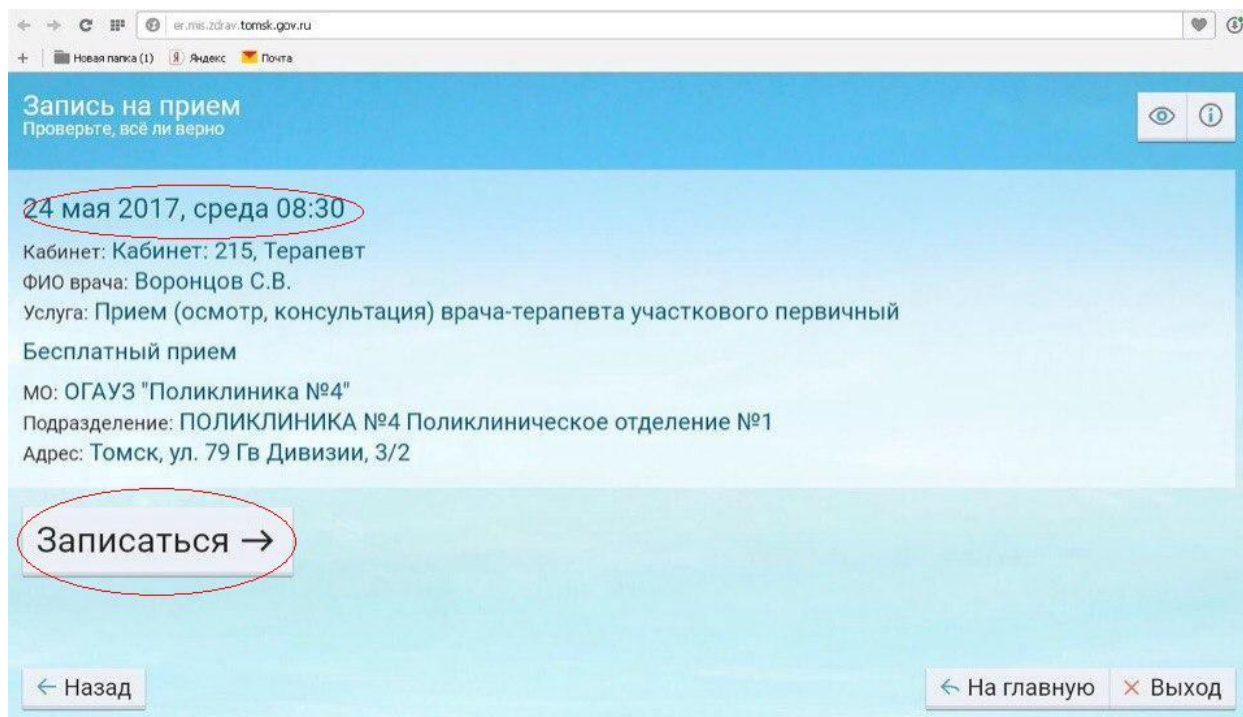 er.mis.zdrav.tomsk.gov.ru
+ Новая папка (1) Яндекс Почта
Запись на прием
Проверьте, всё ли верно
24 мая 2017, среда 08:30
Кабинет: Кабинет: 215, Терапевт
ФИО врача: Воронцов С.В.
Услуга: Прием (осмотр, консультация) врача-терапевта участкового первичный
Бесплатный прием
МО: ОГАУЗ "Поликлиника №4"
Подразделение: ПОЛИКЛИНИКА №4 Поликлиническое отделение №1
Адрес: Томск, ул. 79 Гв Дивизии, 3/2
Записаться →
← Назад
На главную × Выход